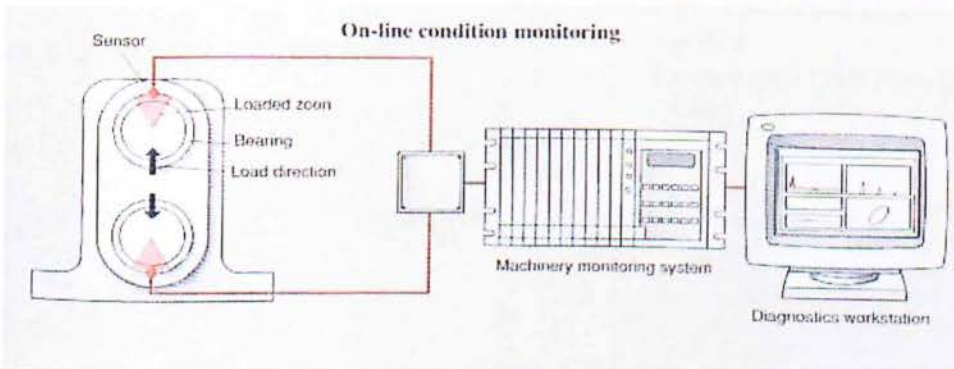 On-line condition monitoring
Sensor
Loaded zoon
Bearing
Load direction
Machinery monitoring system
Diagnostics workstation